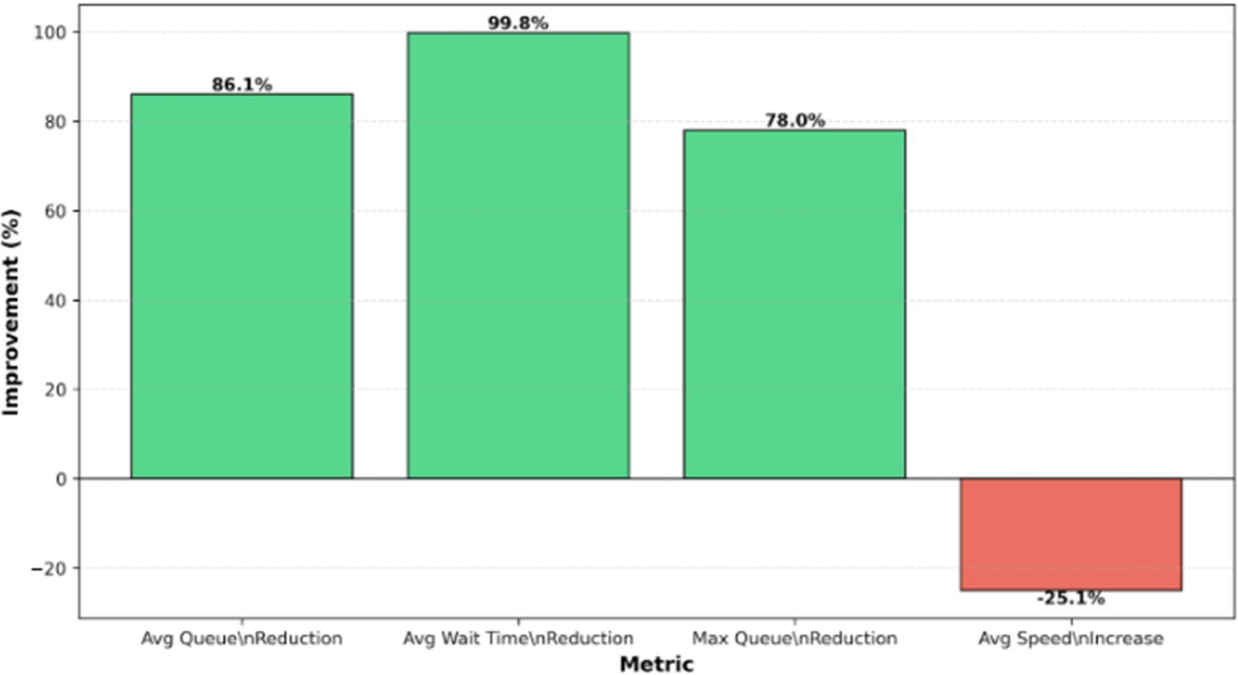 99.8%
100
86.1%
80
78.0%
60
40
20
0
−20
-25.1%
Improvement (%)
Avg Queue\nReduction
Avg Wait Time\nReduction
Max Queue\nReduction
Avg Speed\nIncrease
Metric